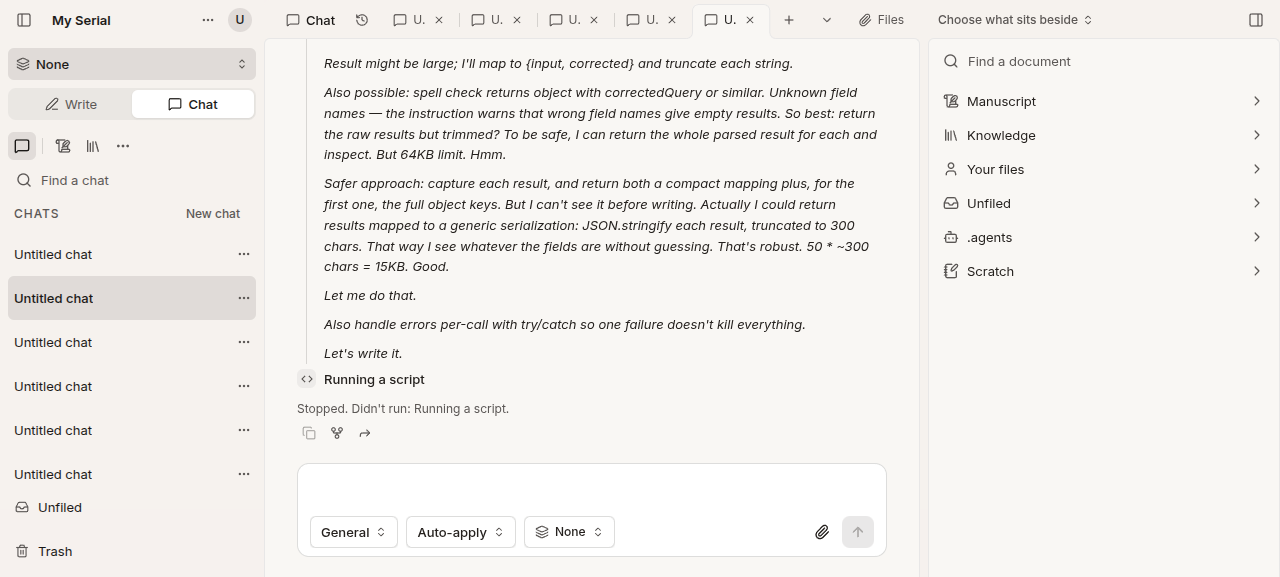 My Serial
U
Chat
U.
U.
U.
U.
U.
Files
Choose what sits beside
None
Write
Chat
Find a chat
CHATS
New chat
Untitled chat
Untitled chat
Untitled chat
Untitled chat
Untitled chat
Untitled chat
Unfiled
Trash
Result might be large; I'll map to {input, corrected} and truncate each string.
Also possible: spell check returns object with correctedQuery or similar. Unknown field
names — the instruction warns that wrong field names give empty results. So best: return
the raw results but trimmed? To be safe, I can return the whole parsed result for each and
inspect. But 64KB limit. Hmm.
Safer approach: capture each result, and return both a compact mapping plus, for the
first one, the full object keys. But I can't see it before writing. Actually I could return
results mapped to a generic serialization: JSON.stringify each result, truncated to 300
chars. That way I see whatever the fields are without guessing. That's robust. 50 * ~300
chars = 15KB. Good.
Let me do that.
Also handle errors per-call with try/catch so one failure doesn't kill everything.
Let's write it.
Running a script
Stopped. Didn't run: Running a script.
General
Auto-apply
None
Find a document
Manuscript
Knowledge
Your files
Unfiled
.agents
Scratch